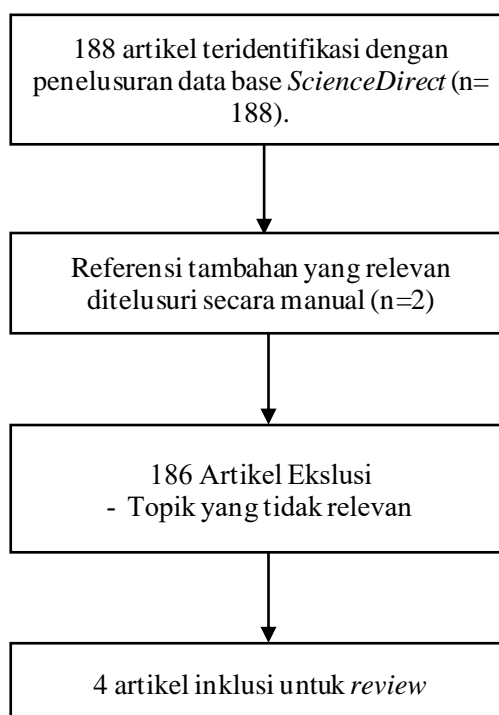 188 artikel teridentifikasi dengan
penelusuran data base ScienceDirect (n=
188).
Referensi tambahan yang relevan
ditelusuri secara manual (n=2)
186 Artikel Ekslusi
- Topik yang tidak relevan
4 artikel inklusi untuk review